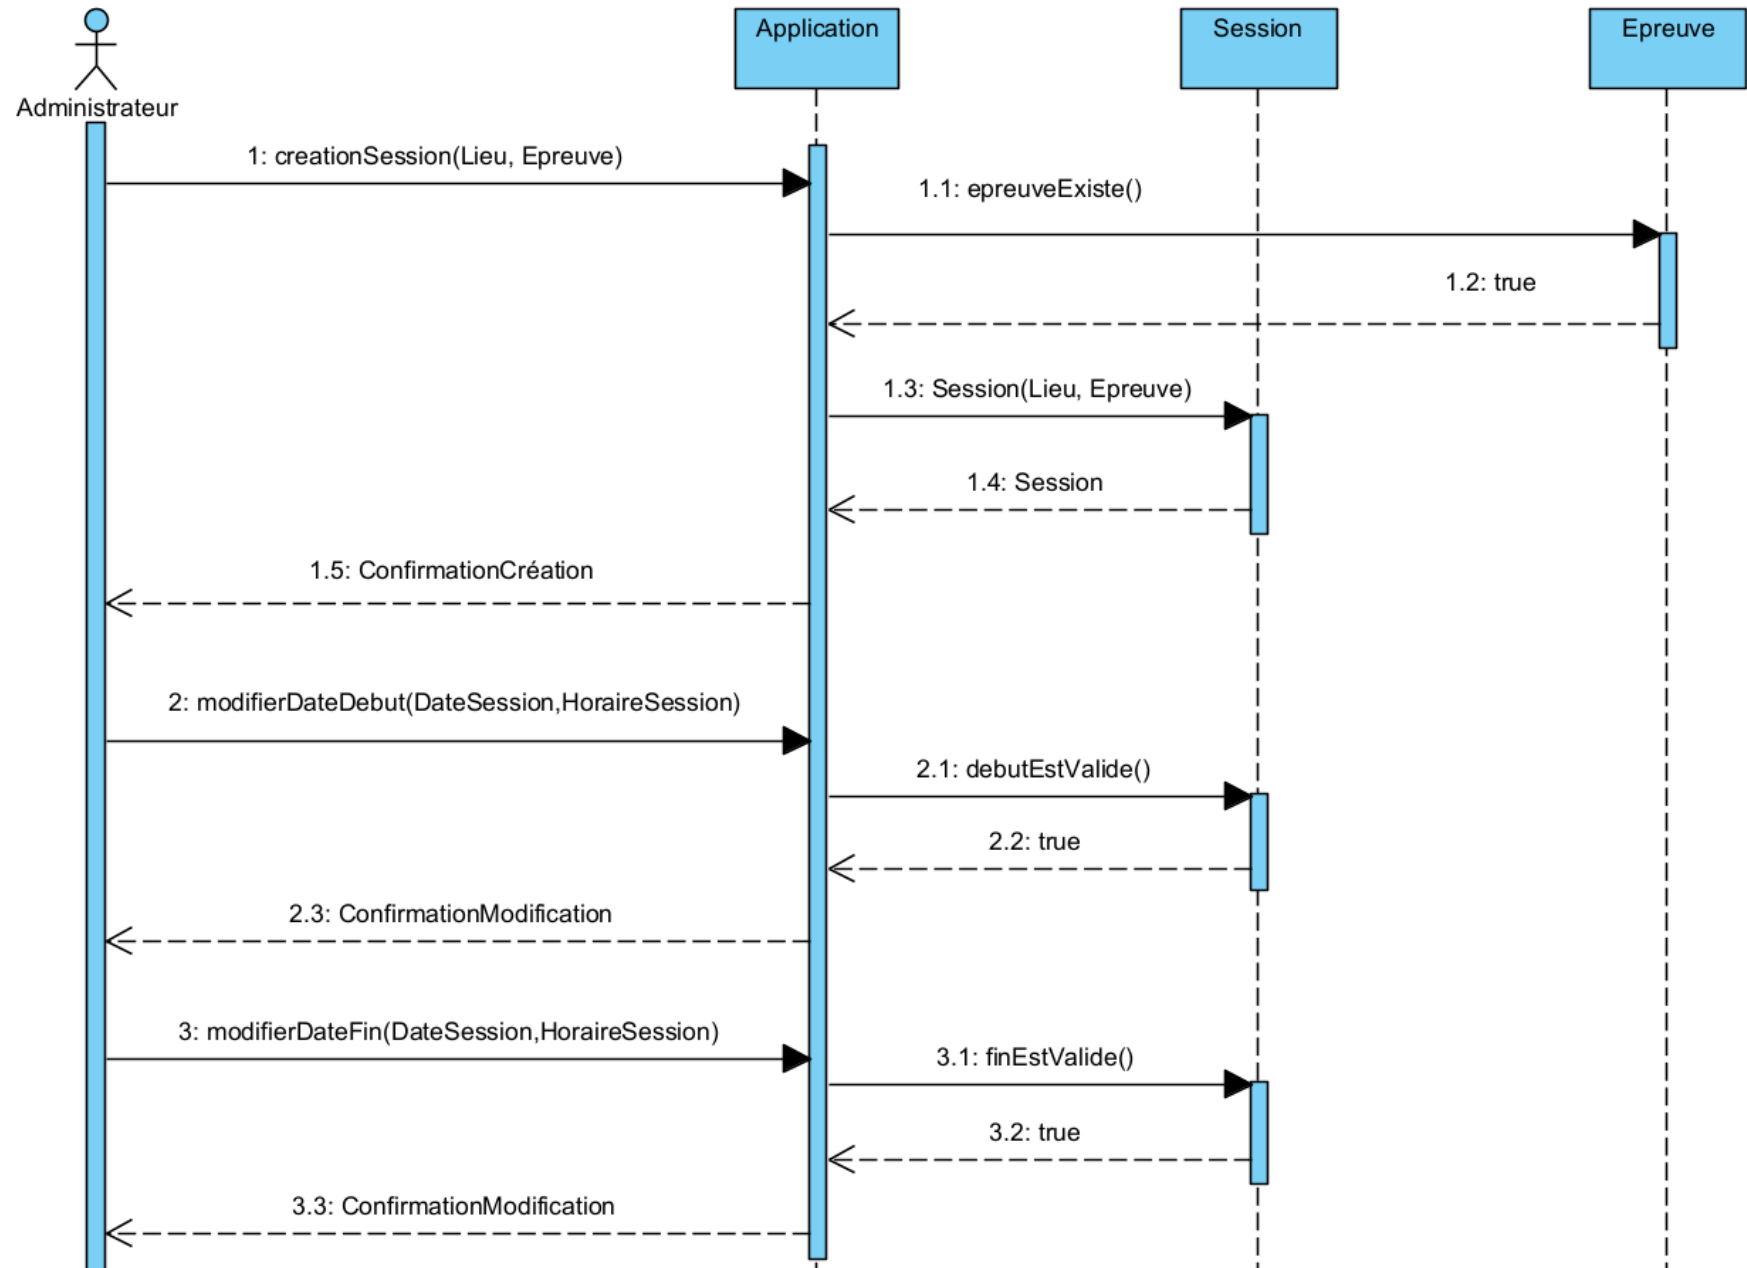 Administrateur
Application
Session
Epreuve
1: creationSession(Lieu, Epreuve)
1.1: epreuveExiste()
1.2: true
1.3: Session(Lieu, Epreuve)
1.4: Session
1.5: ConfirmationCréation
2: modifierDateDebut(DateSession,HoraireSession)
2.1: debutEstValide()
2.2: true
2.3: ConfirmationModification
3: modifierDateFin(DateSession,HoraireSession)
3.1: finEstValide()
3.2: true
3.3: ConfirmationModification